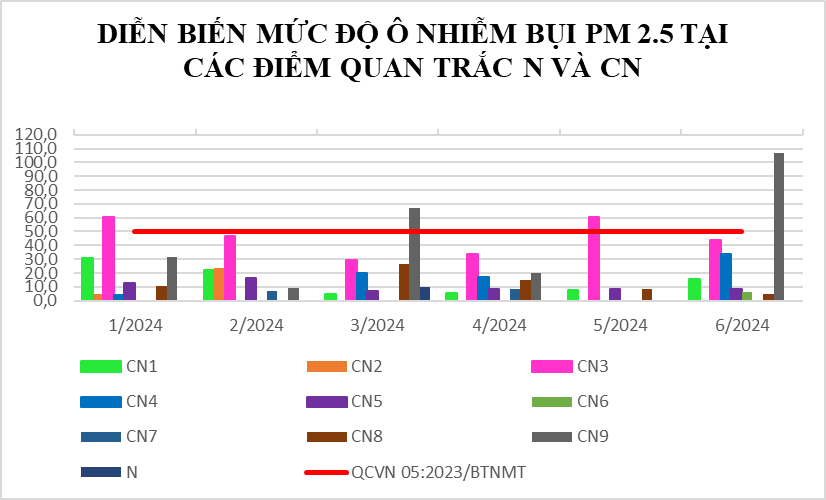 DIỄN BIẾN MỨC ĐỘ Ô NHIỄM BỤI PM 2.5 TẠI
CÁC ĐIỂM QUAN TRẮC N VÀ CN
120,0
110,0
100,0
90,0
80,0
70,0
60,0
50,0
40,0
30,0
20,0
10,0
0,0
1/2024 2/2024 3/2024 4/2024 5/2024 6/2024
CN1 CN2 CN3
CN4 CN5 CN6
CN7 CN8 CN9
N QCVN 05:2023/BTNMT